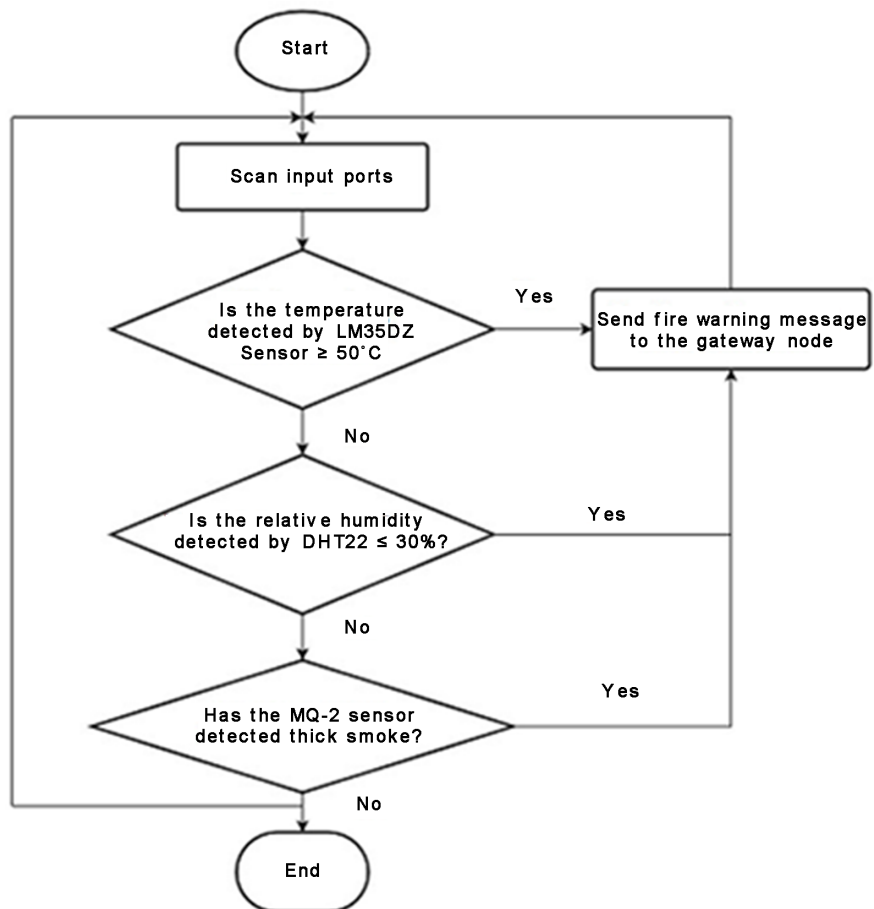 Start
Scan input ports
Is the temperature
detected by LM35DZ
Sensor ≥ 50°C
Yes
Send fire warning message
to the gateway node
No
Is the relative humidity
detected by DHT22 ≤ 30%?
Yes
No
Has the MQ-2 sensor
detected thick smoke?
Yes
No
End